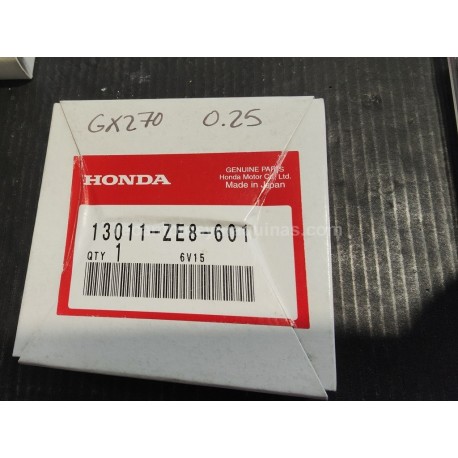 GX270 0.25
GENUINE PARTS
HONDA Honda Motor Co., Ltd.
Made in Japan
13011-ZE8-601
QTY 1 6V15